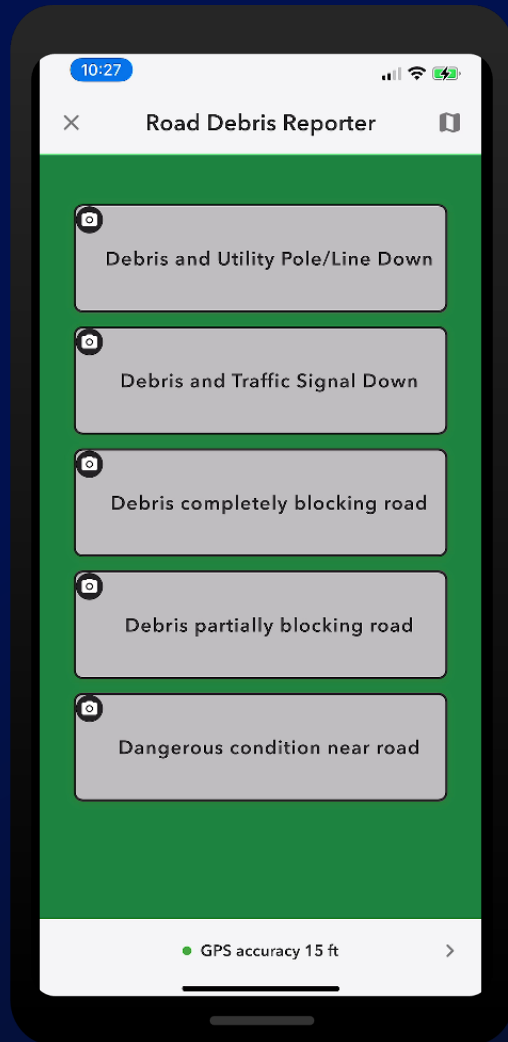 10:27
Road Debris Reporter
Debris and Utility Pole/Line Down
Debris and Traffic Signal Down
Debris completely blocking road
Debris partially blocking road
Dangerous condition near road
GPS accuracy 15 ft